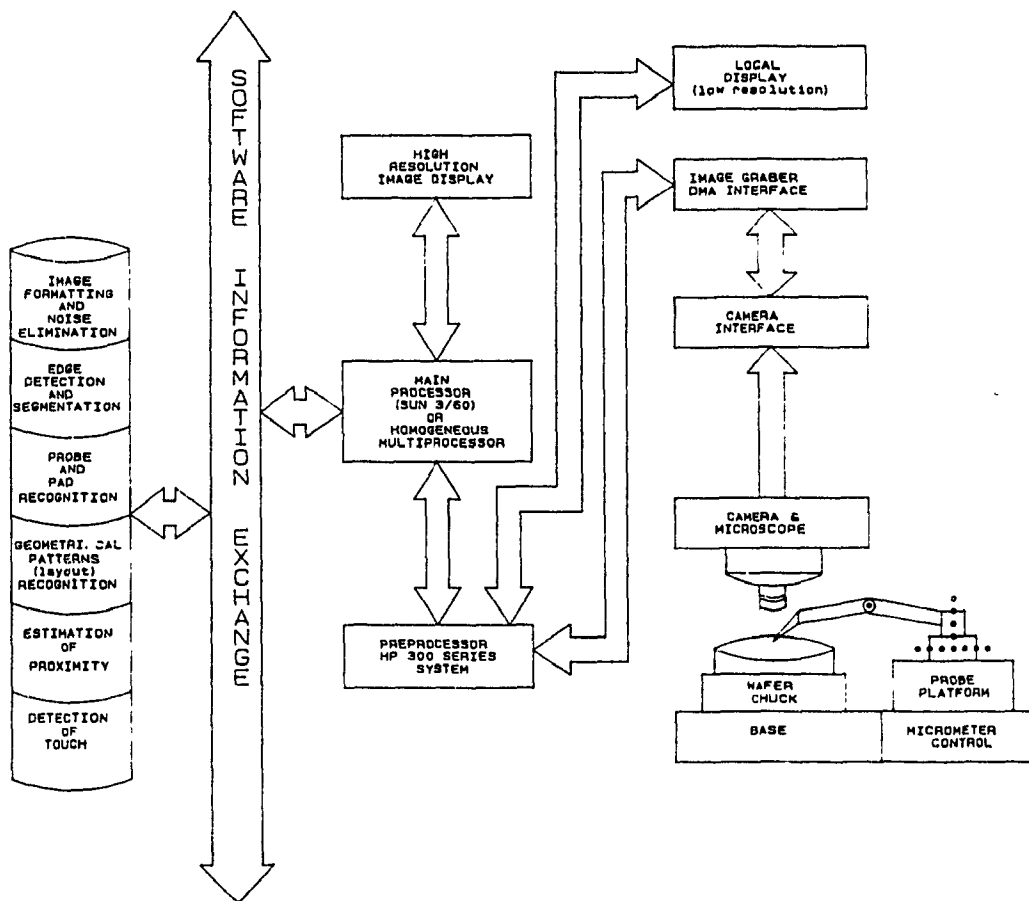 IMAGE
FORMATTING
AND
NOISE
ELIMINATION
EDGE
DETECTION
AND
SEGMENTATION
PROBE
AND
PAD
RECOGNITION
GEOMETRI.CAL
PATTERNS
(layout)
RECOGNITION
ESTIMATION
OF
PROXIMITY
DETECTION
OF
TOUCH
SOFTWARE INFORMATION EXCHANGE
HIGH
RESOLUTION
IMAGE DISPLAY
MAIN
PROCESSOR
(SUN 3/60)
OR
HOMOGENEOUS
MULTIPROCESSOR
PREPROCESSOR
HP 300 SERIES
SYSTEM
LOCAL
DISPLAY
(low resolution)
IMAGE GRABER
DMA INTERFACE
CAMERA
INTERFACE
CAMERA &
MICROSCOPE
WAFER
CHUCK
BASE
PROBE
PLATFORM
MICROMETER
CONTROL